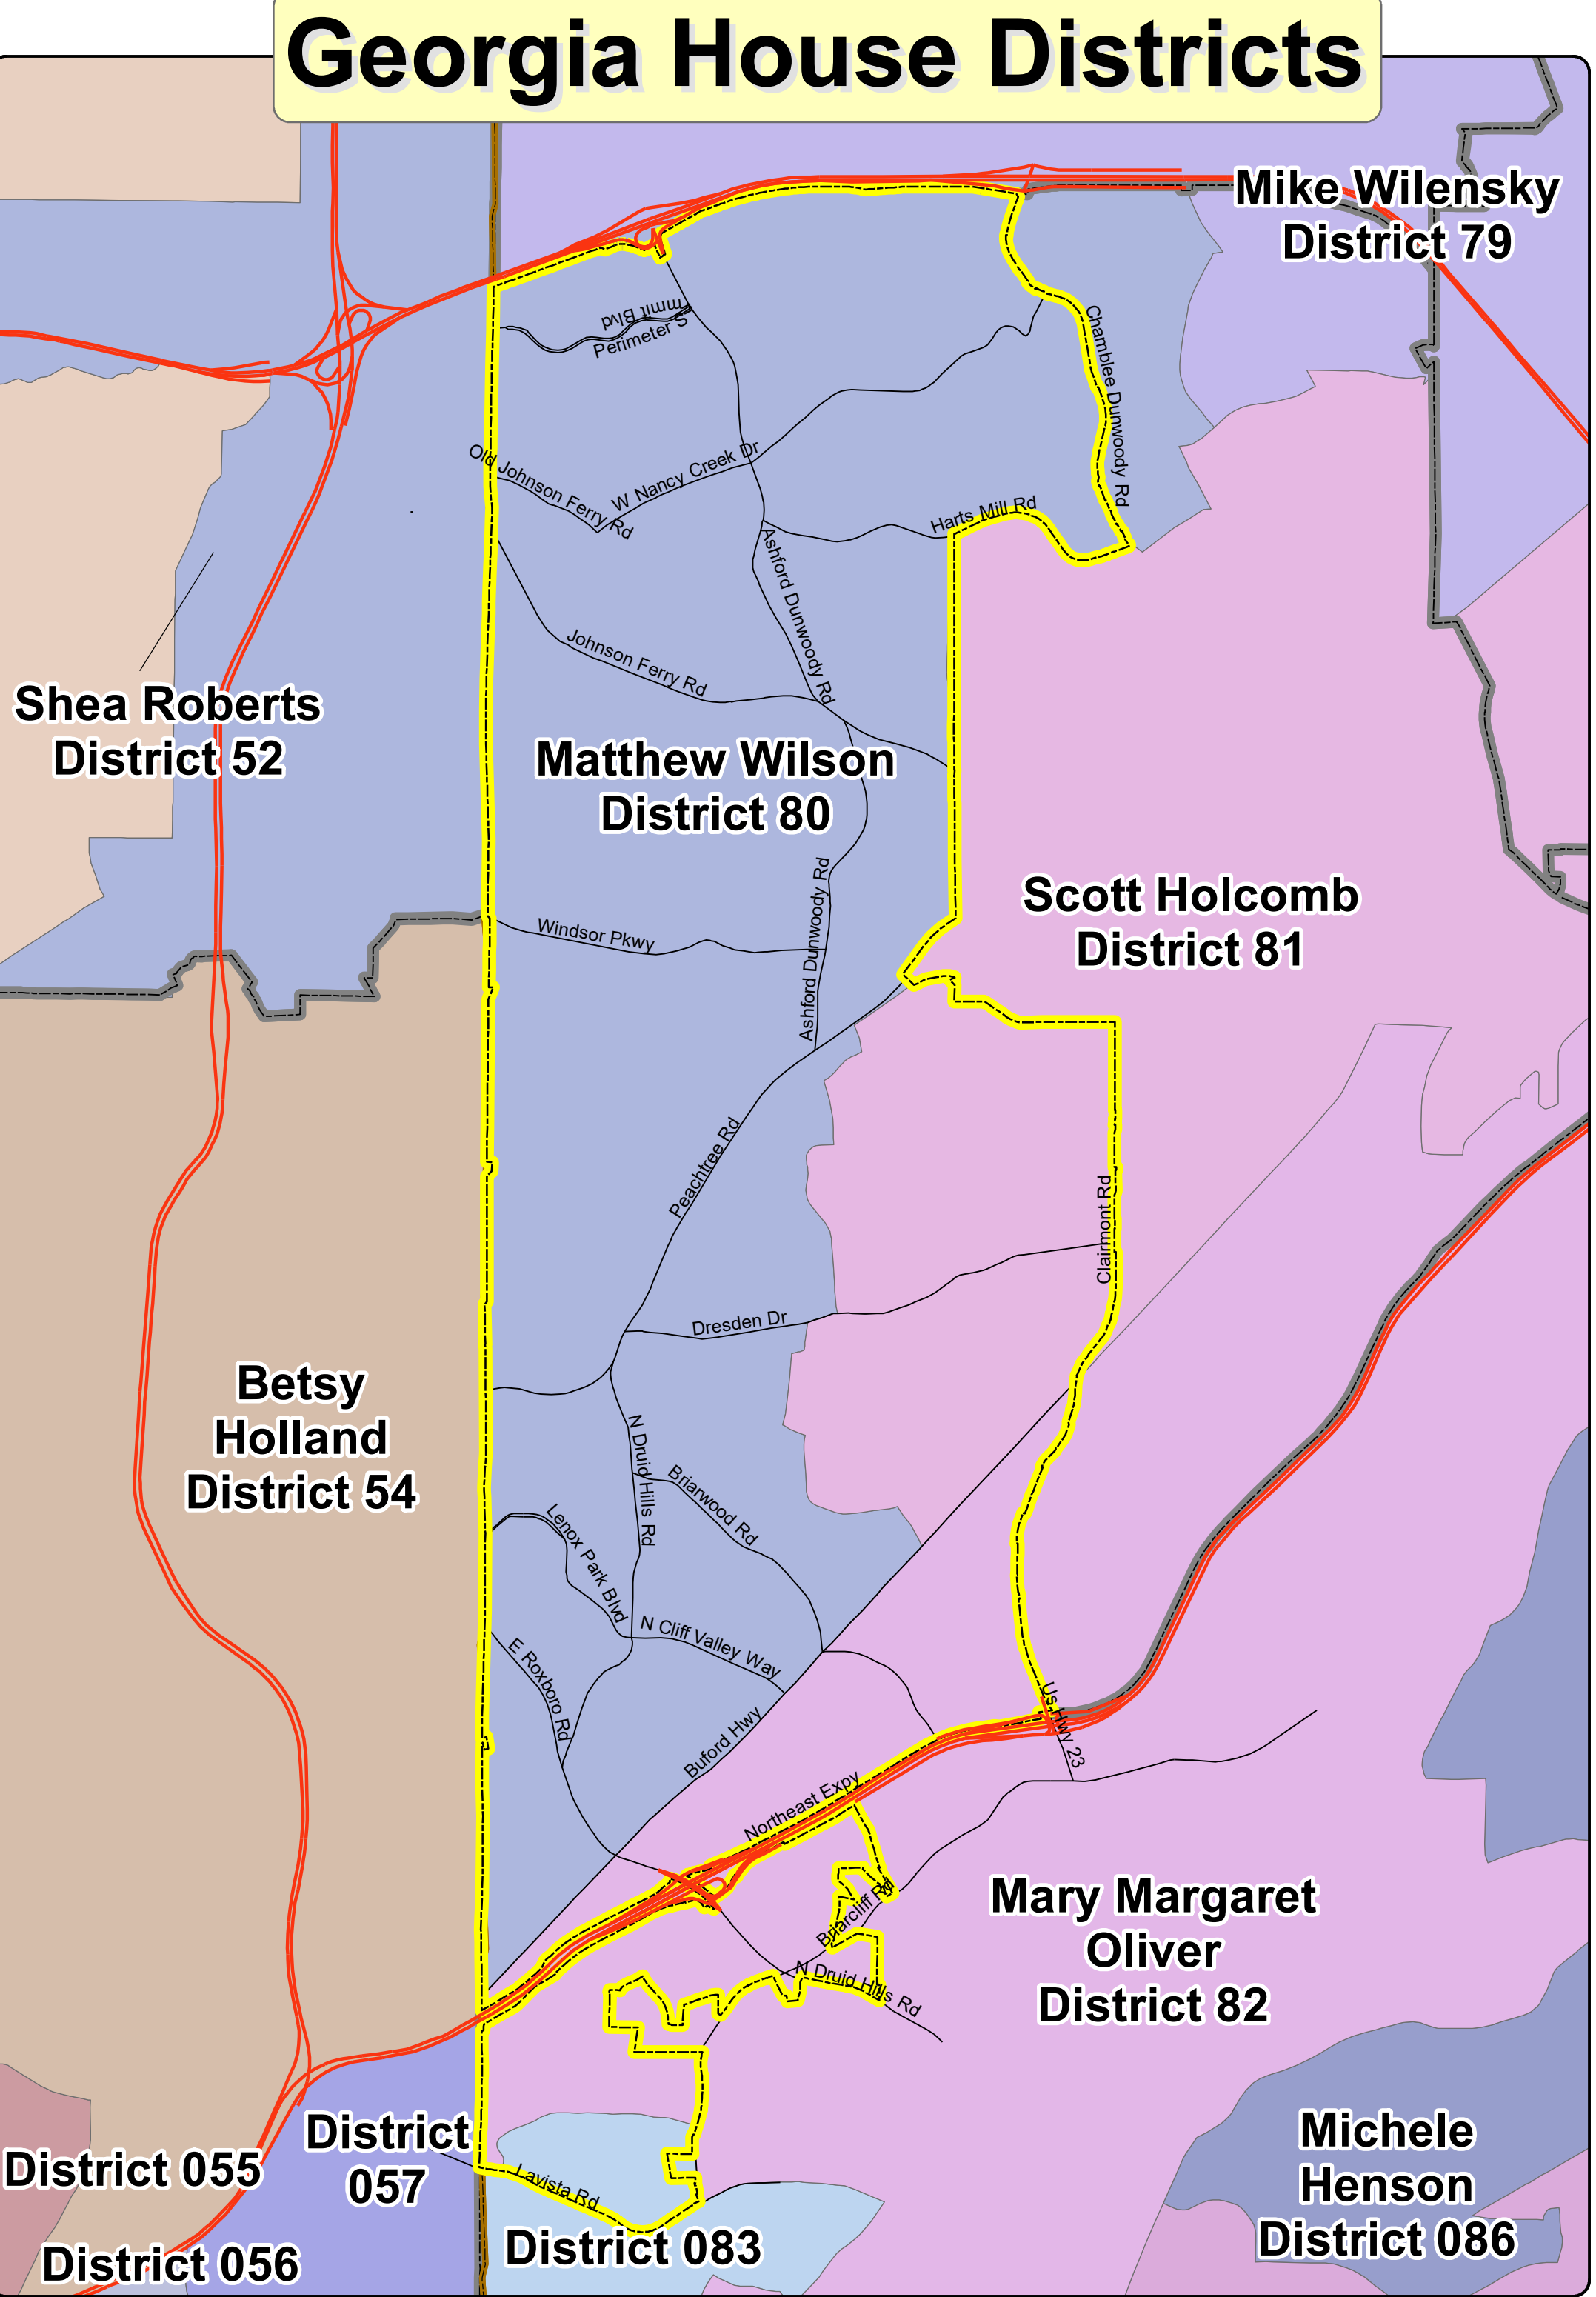 Georgia House Districts
Mike Wilensky
District 79
mmit Blvd
Perimeter S
Chamblee Dunwoody Rd
Old Johnson Ferry Rd
W Nancy Creek Dr
Harts Mill Rd
Ashford Dunwoody Rd
Johnson Ferry Rd
Shea Roberts
District 52
Matthew Wilson
District 80
Scott Holcomb
District 81
Windsor Pkwy
Ashford Dunwoody Rd
Peachtree Rd
Clairmont Rd
Dresden Dr
Betsy
Holland
District 54
N Druid Hills Rd
Briarwood Rd
Lenox Park Blvd
N Cliff Valley Way
E Roxboro Rd
Buford Hwy
Us Hwy 23
Northeast Expy
Briarcliff Rd
N Druid Hills Rd
Mary Margaret
Oliver
District 82
District
057
District 055
Lavista Rd
Michele
Henson
District 086
District 083
District 056